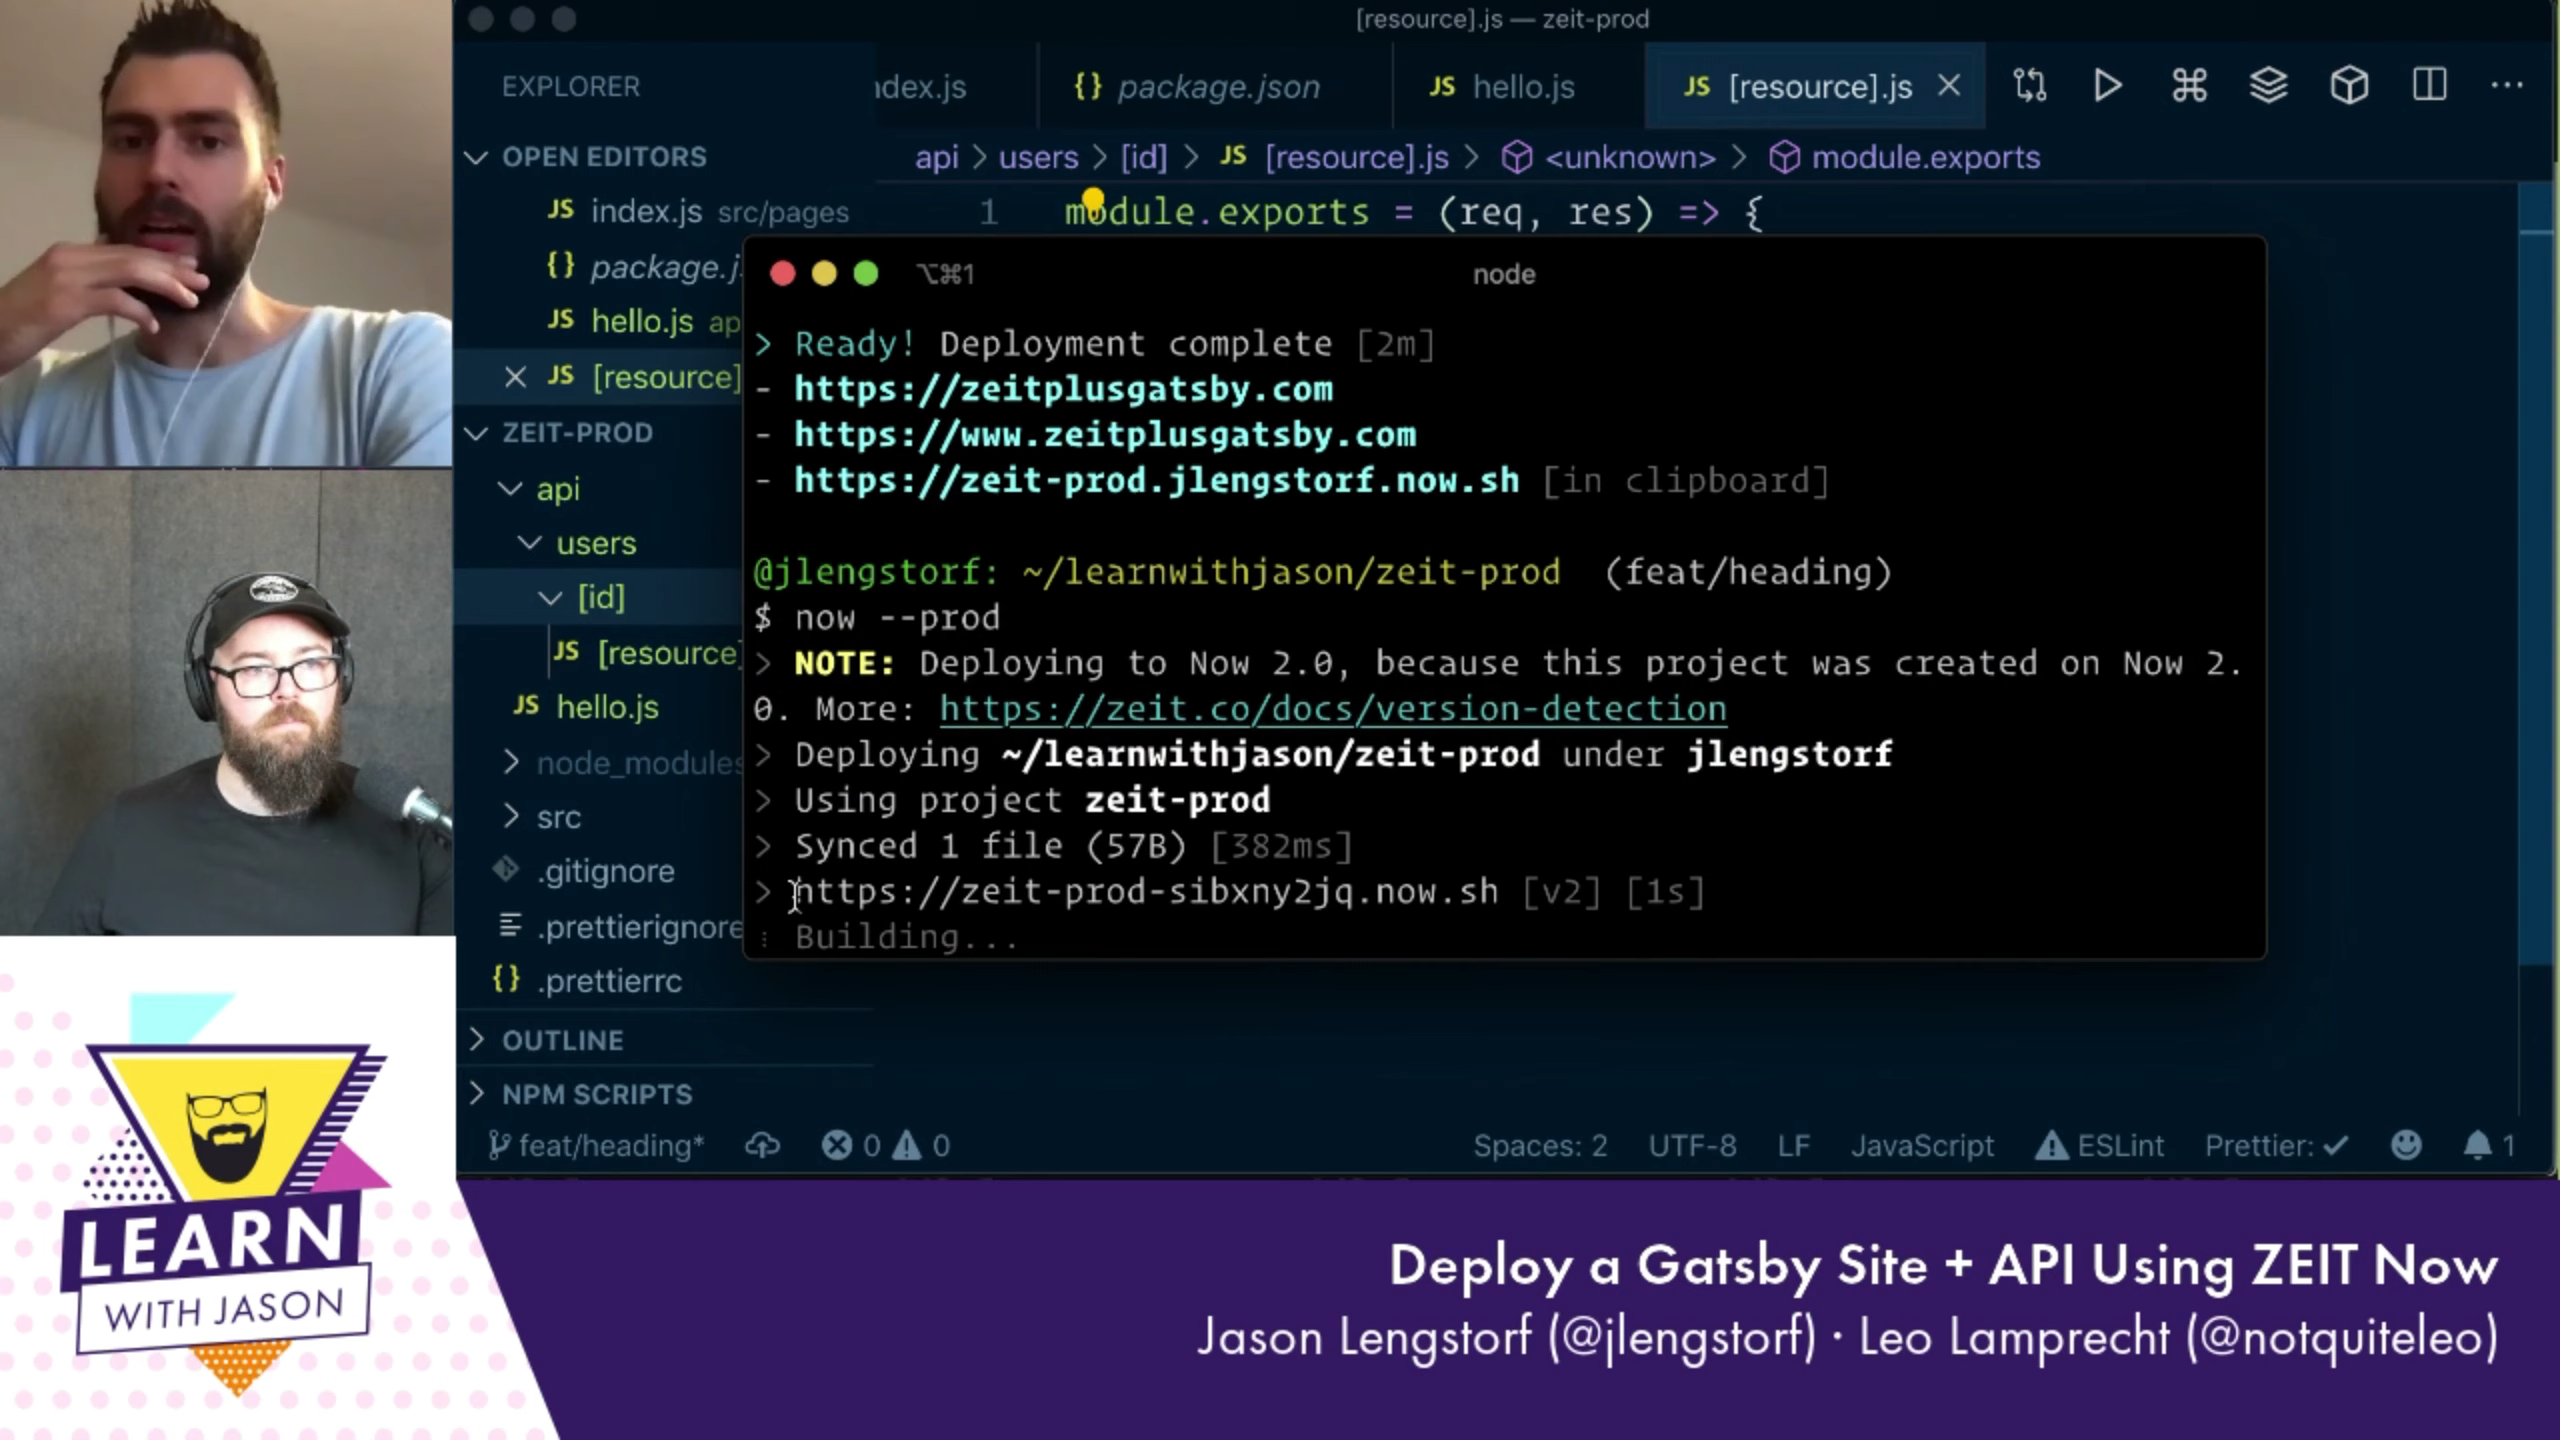 [resource].js — zeit-prod
EXPLORER
ndex.js
{} package.json
JS hello.js
JS [resource].js
OPEN EDITORS
JS index.js src/pages
{} package.j
JS hello.js ap
JS [resource]
ZEIT-PROD
api
users
[id]
JS [resource]
JS hello.js
node_modules
src
.gitignore
.prettierignore
{} .prettierrc
OUTLINE
NPM SCRIPTS
api > users > [id] > JS [resource].js > <unknown> > module.exports
1 module.exports = (req, res) => {
⌥⌘1 node
> Ready! Deployment complete [2m]
- https://zeitplusgatsby.com
- https://www.zeitplusgatsby.com
- https://zeit-prod.jlengstorf.now.sh [in clipboard]
@jlengstorf: ~/learnwithjason/zeit-prod (feat/heading)
$ now --prod
> NOTE: Deploying to Now 2.0, because this project was created on Now 2.
0. More: https://zeit.co/docs/version-detection
> Deploying ~/learnwithjason/zeit-prod under jlengstorf
> Using project zeit-prod
> Synced 1 file (57B) [382ms]
> https://zeit-prod-sibxny2jq.now.sh [v2] [1s]
Building...
feat/heading* 0 0 Spaces: 2 UTF-8 LF JavaScript ESLint Prettier: ✓ 1
LEARN
WITH JASON
Deploy a Gatsby Site + API Using ZEIT Now
Jason Lengstorf (@jlengstorf) · Leo Lamprecht (@notquiteleo)